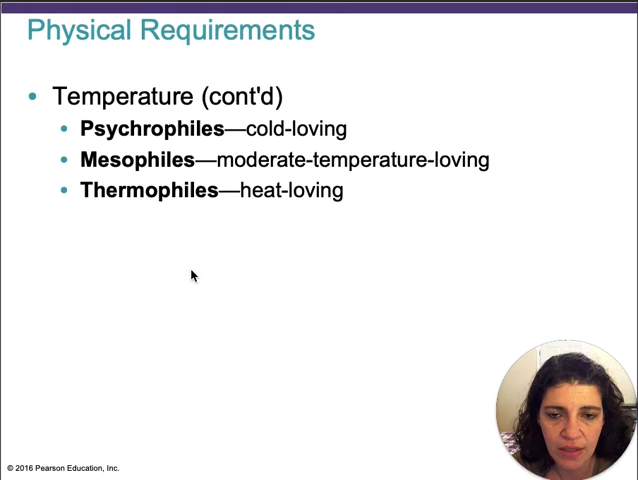 Physical Requirements
• Temperature (cont'd)
• Psychrophiles—cold-loving
• Mesophiles—moderate-temperature-loving
• Thermophiles—heat-loving
© 2016 Pearson Education, Inc.